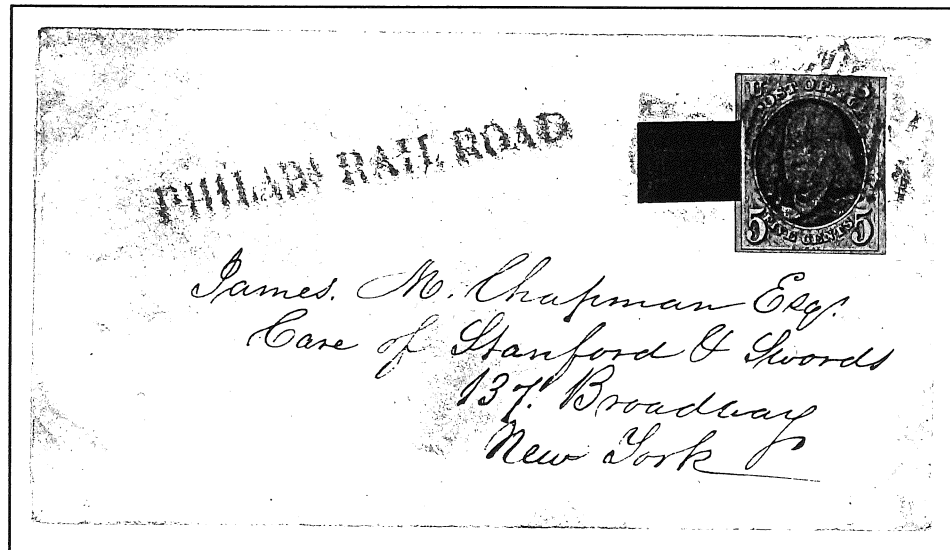 U POST OFFICE S
PHILADA RAIL ROAD
5 FIVE CENTS 5
James. M. Chapman Esq.
Care of Stanford & Swords
137. Broadway
New York